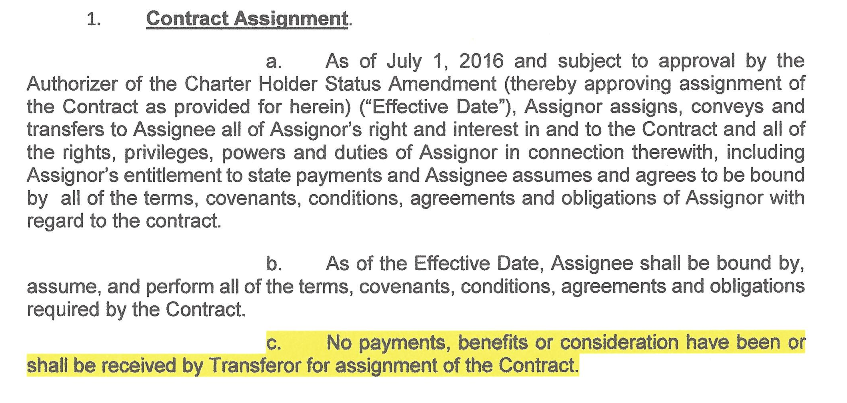 1. Contract Assignment.
a. As of July 1, 2016 and subject to approval by the
Authorizer of the Charter Holder Status Amendment (thereby approving assignment of
the Contract as provided for herein) (“Effective Date”), Assignor assigns, conveys and
transfers to Assignee all of Assignor’s right and interest in and to the Contract and all of
the rights, privileges, powers and duties of Assignor in connection therewith, including
Assignor’s entitlement to state payments and Assignee assumes and agrees to be bound
by all of the terms, covenants, conditions, agreements and obligations of Assignor with
regard to the contract.
b. As of the Effective Date, Assignee shall be bound by,
assume, and perform all of the terms, covenants, conditions, agreements and obligations
required by the Contract.
c. No payments, benefits or consideration have been or
shall be received by Transferor for assignment of the Contract.